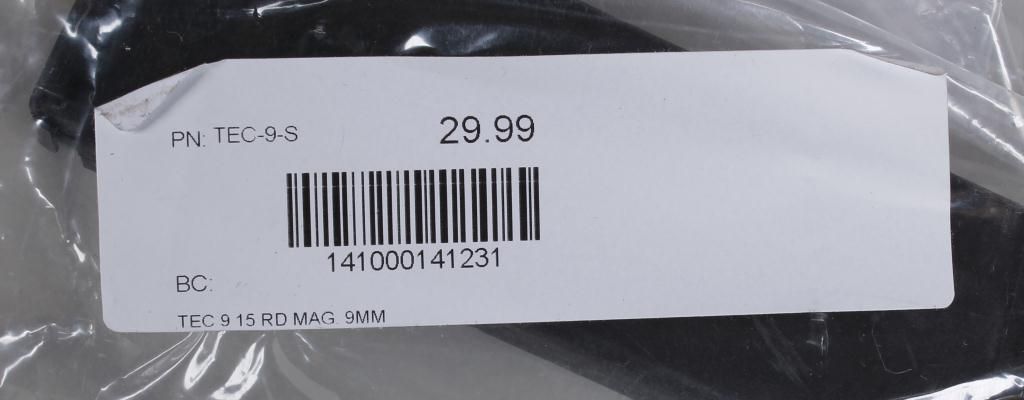 PN: TEC-9-S 29.99
141000141231
BC:
TEC 9 15 RD MAG. 9MM